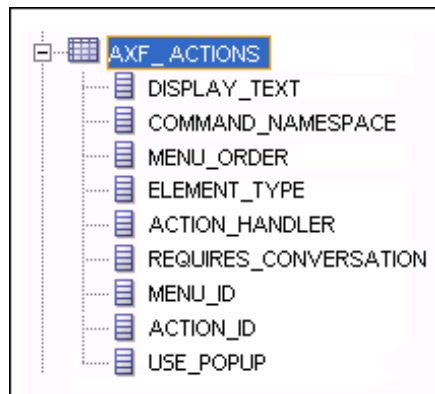 AXF_ACTIONS
DISPLAY_TEXT
COMMAND_NAMESPACE
MENU_ORDER
ELEMENT_TYPE
ACTION_HANDLER
REQUIRES_CONVERSATION
MENU_ID
ACTION_ID
USE_POPUP